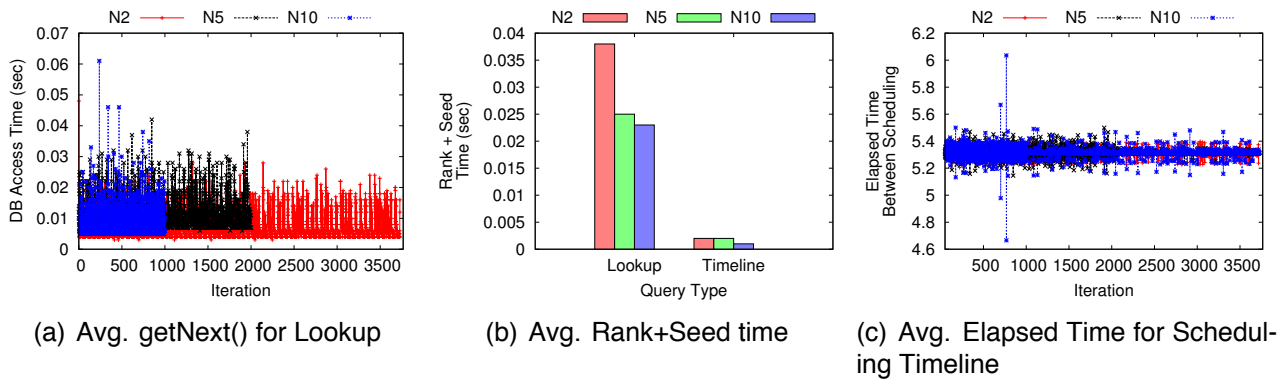 N2 N5 N10
0.07
0.06
0.05
0.04
0.03
0.02
0.01
0
DB Access Time (sec)
0 500 1000 1500 2000 2500 3000 3500
Iteration
(a) Avg. getNext() for Lookup
N2 N5 N10
0.04
0.035
0.03
0.025
0.02
0.015
0.01
0.005
0
Rank + Seed
Time (sec)
Lookup Timeline
Query Type
(b) Avg. Rank+Seed time
N2 N5 N10
6.2
6
5.8
5.6
5.4
5.2
5
4.8
4.6
Elapsed Time
Between Scheduling
500 1000 1500 2000 2500 3000 3500
Iteration
(c) Avg. Elapsed Time for Schedul-
ing Timeline